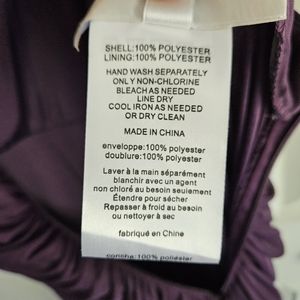 SHELL:100% POLYESTER
LINING:100% POLYESTER
HAND WASH SEPARATELY
ONLY NON-CHLORINE
BLEACH AS NEEDED
LINE DRY
COOL IRON AS NEEDED
OR DRY CLEAN
MADE IN CHINA
enveloppe:100% polyester
doublure:100% polyester
Laver à la main séparément
blanchir avec un agent
non chloré au besoin seulement
Étendre pour sécher
Repasser à froid au besoin
ou nettoyer à sec
fabriqué en Chine
concha:100% poliéster